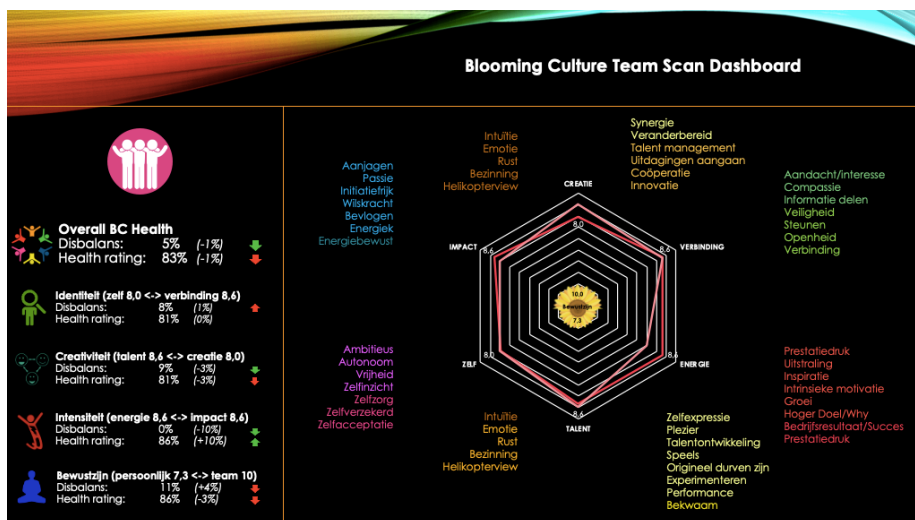 Blooming Culture Team Scan Dashboard
Overall BC Health
Disbalans: 5% (-1%)
Health rating: 83% (-1%)
Identiteit (zelf 8,0 <-> verbinding 8,6)
Disbalans: 8% (1%)
Health rating: 81% (0%)
Creativiteit (talent 8,6 <-> creatie 8,0)
Disbalans: 9% (-3%)
Health rating: 81% (-3%)
Intensiteit (energie 8,6 <-> impact 8,6)
Disbalans: 0% (-10%)
Health rating: 86% (+10%)
Bewustzijn (persoonlijk 7,3 <-> team 10)
Disbalans: 11% (+4%)
Health rating: 86% (-3%)
Aanjagen
Passie
Initiatiefrijk
Wilskracht
Bevlogen
Energiek
Energiebewust
Intuïtie
Emotie
Rust
Bezinning
Helikopterview
Synergie
Veranderbereid
Talent management
Uitdagingen aangaan
Coöperatie
Innovatie
Aandacht/interesse
Compassie
Informatie delen
Veiligheid
Steunen
Openheid
Verbinding
CREATIE
8,0
IMPACT
8,6
8,6
VERBINDING
10,0
Bewustzijn
7,3
ZELF
8,0
8,6
ENERGIE
8,6
TALENT
Ambitieus
Autonoom
Vrijheid
Zelfinzicht
Zelfzorg
Zelfverzekerd
Zelfacceptatie
Intuïtie
Emotie
Rust
Bezinning
Helikopterview
Zelfexpressie
Plezier
Talentontwikkeling
Speels
Origineel durven zijn
Experimenteren
Performance
Bekwaam
Prestatiedruk
Uitstraling
Inspiratie
Intrinsieke motivatie
Groei
Hoger Doel/Why
Bedrijfsresultaat/Succes
Prestatiedruk